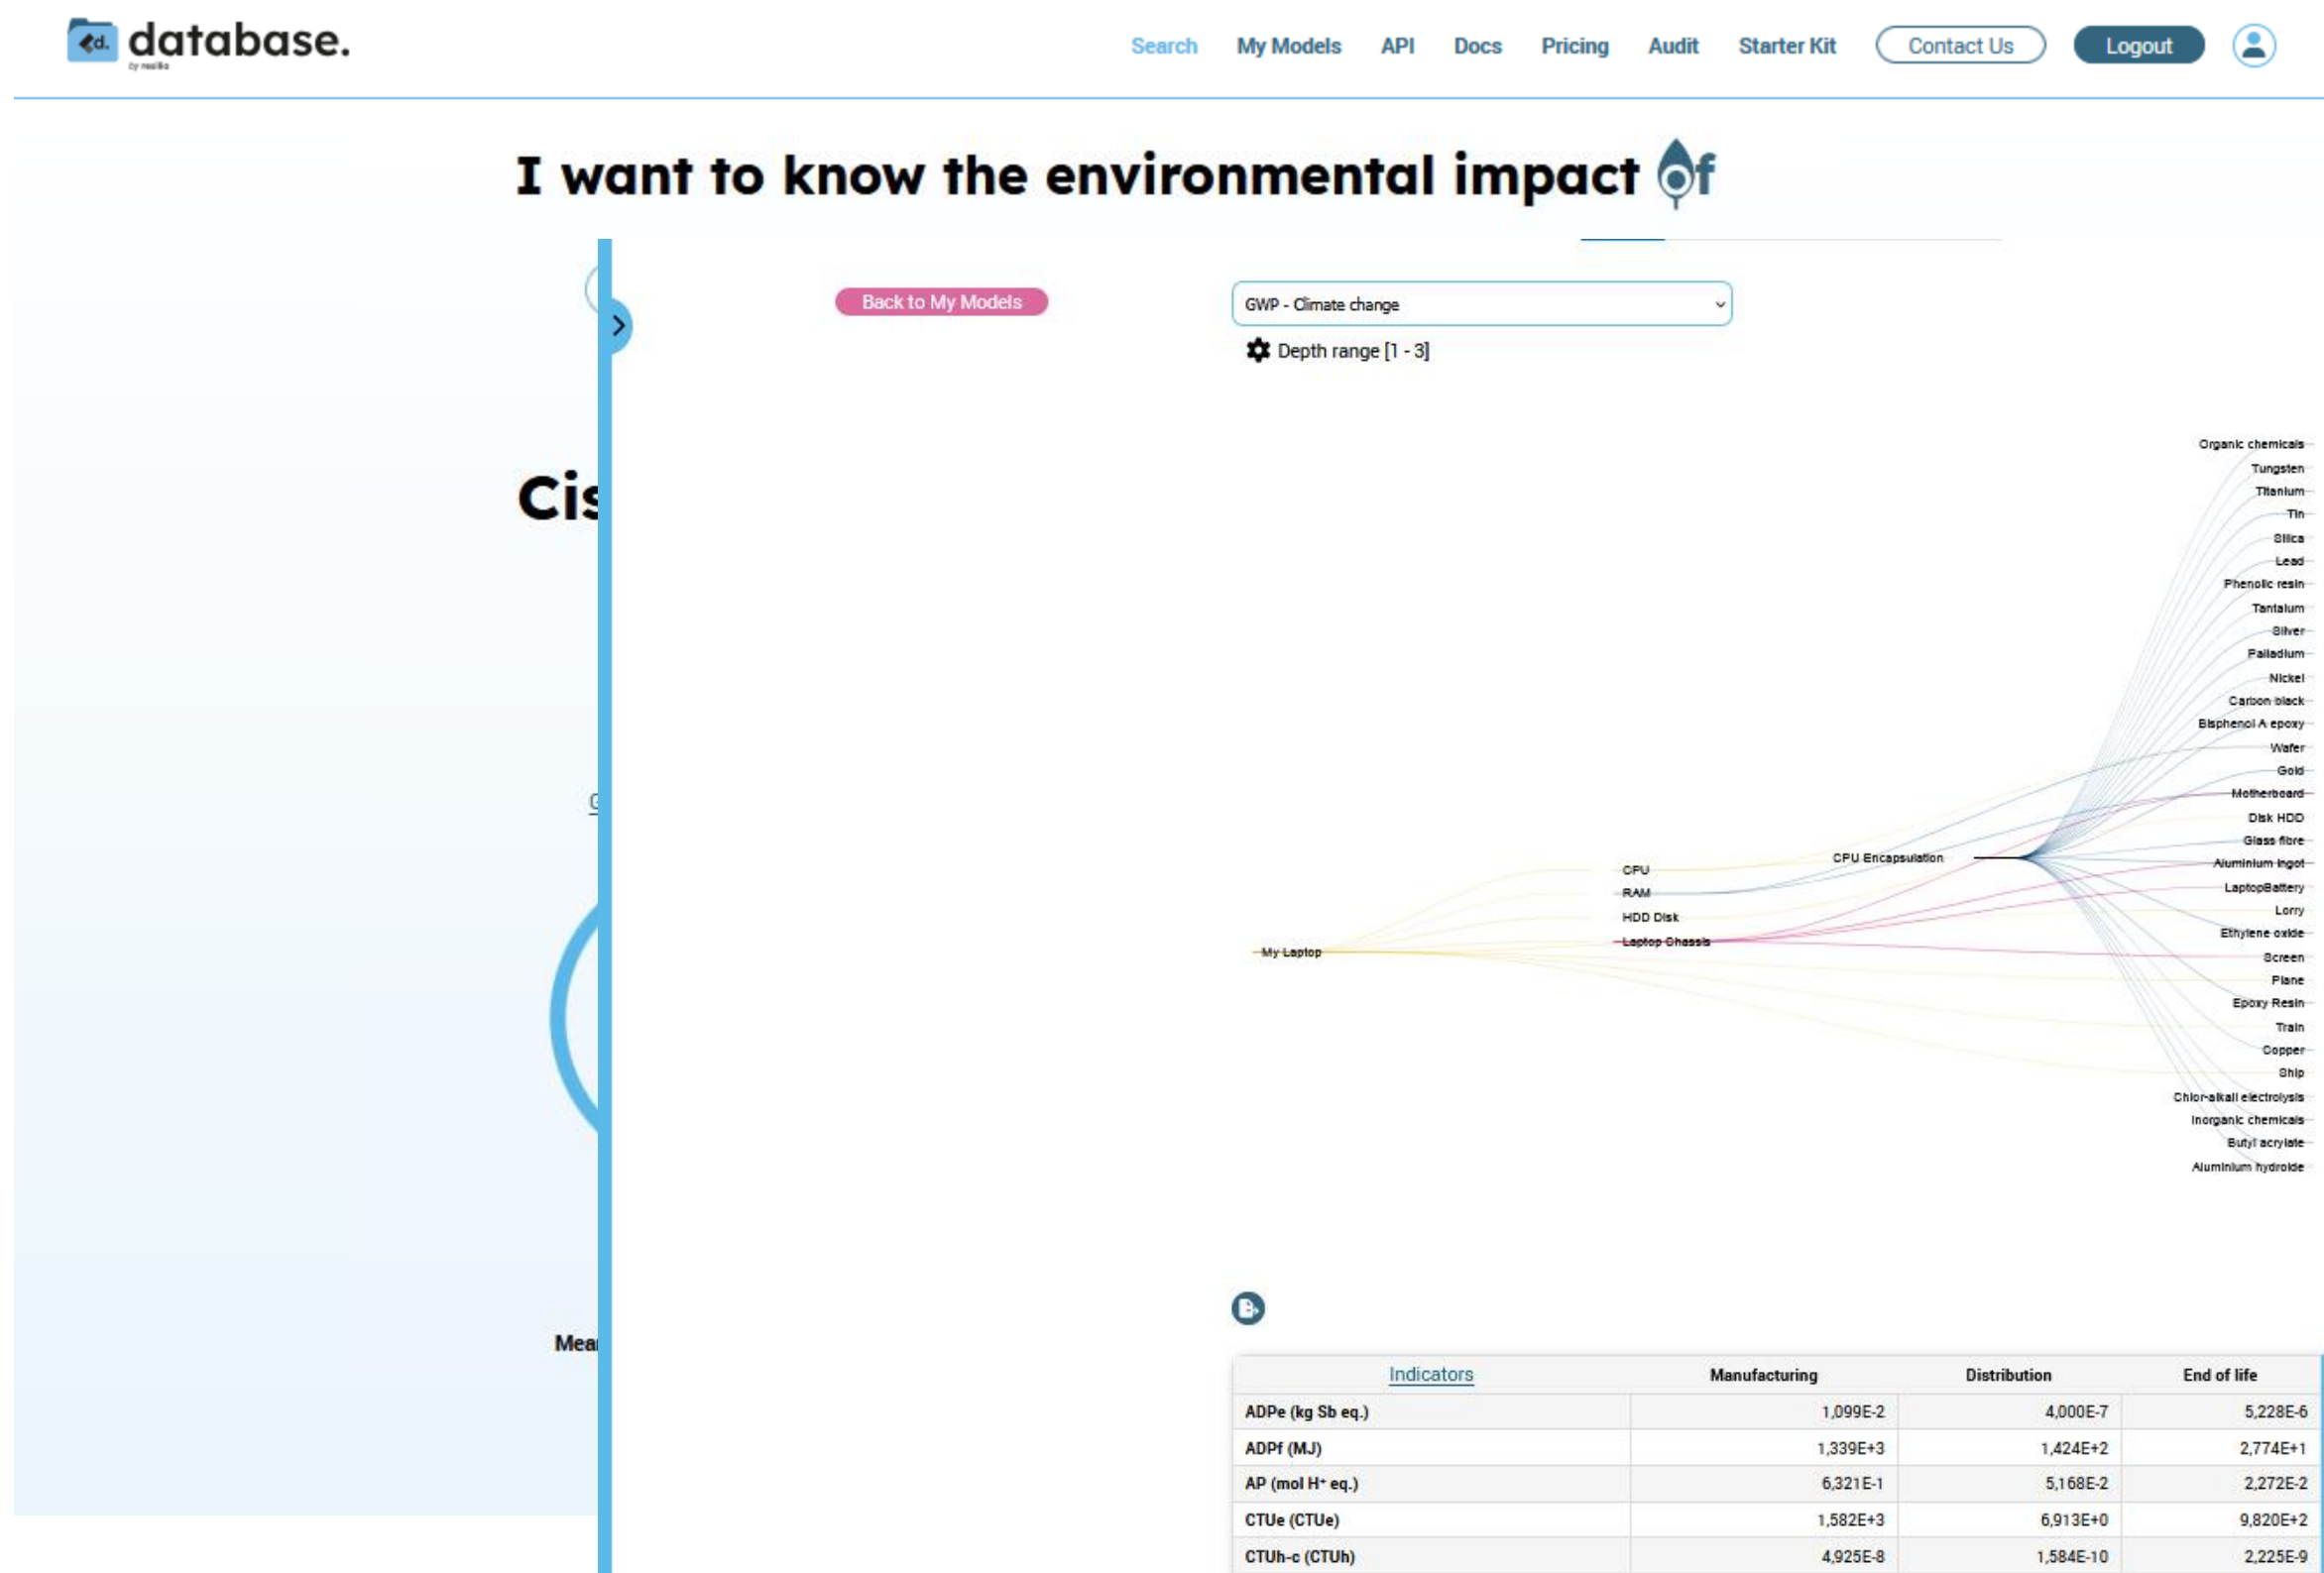 database.
by resilio
Search My Models API Docs Pricing Audit Starter Kit Contact Us Logout
I want to know the environmental impact of
Back to My Models
GWP - Climate change
Depth range [1 - 3]
Cis
G
Mea
Organic chemicals
Tungsten
Titanium
Tin
Silica
Lead
Phenolic resin
Tantalum
Silver
Palladium
Nickel
Carbon black
Bisphenol A epoxy
Wafer
Gold
Motherboard
Disk HDD
Glass fibre
Aluminium Ingot
LaptopBattery
Lorry
Ethylene oxide
Screen
Plane
Epoxy Resin
Train
Copper
Ship
Chlor-alkali electrolysis
Inorganic chemicals
Butyl acrylate
Aluminium hydroide
CPU Encapsulation
CPU
RAM
HDD Disk
Laptop Chassis
My Laptop
Indicators Manufacturing Distribution End of life
ADPe (kg Sb eq.) 1,099E-2 4,000E-7 5,228E-6
ADPf (MJ) 1,339E+3 1,424E+2 2,774E+1
AP (mol H⁺ eq.) 6,321E-1 5,168E-2 2,272E-2
CTUe (CTUe) 1,582E+3 6,913E+0 9,820E+2
CTUh-c (CTUh) 4,925E-8 1,584E-10 2,225E-9